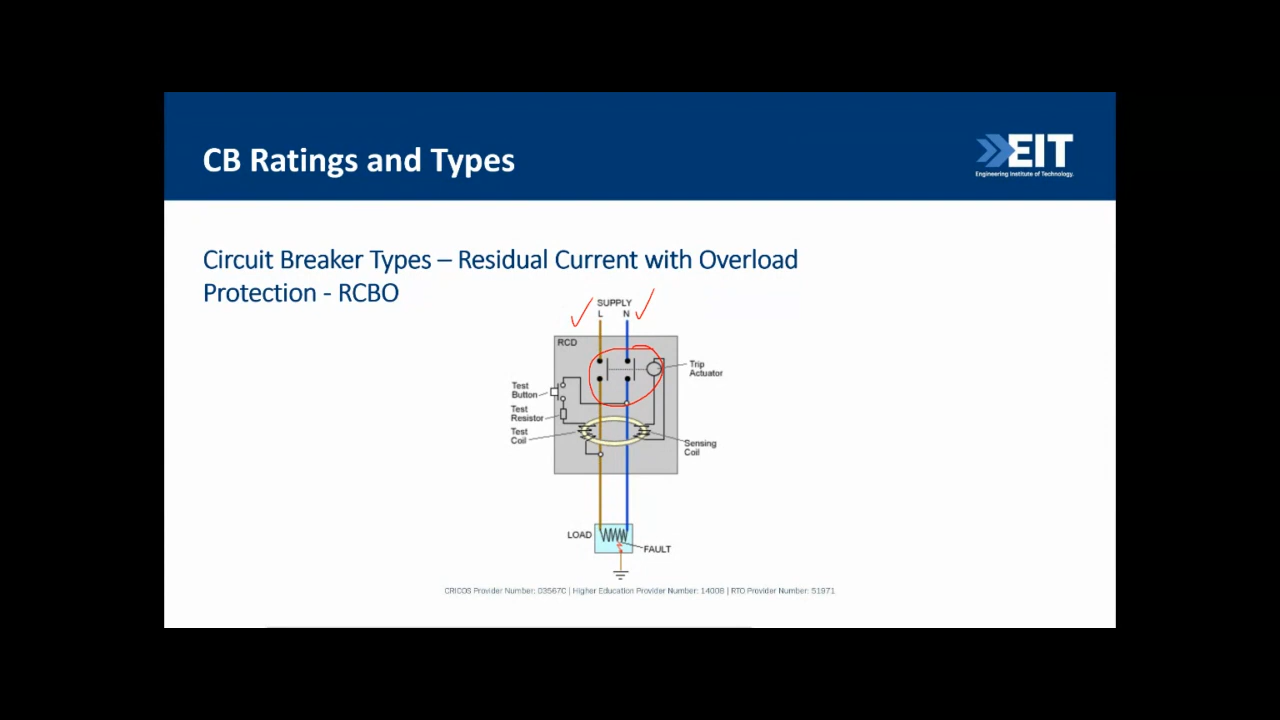 CB Ratings and Types
EIT
Engineering Institute of Technology.
Circuit Breaker Types – Residual Current with Overload
Protection - RCBO
SUPPLY
L N
RCD
Trip
Actuator
Test
Button
Test
Resistor
Test
Coil
Sensing
Coil
LOAD
FAULT
CRICOS Provider Number: 03567C | Higher Education Provider Number: 14008 | RTO Provider Number: 51971